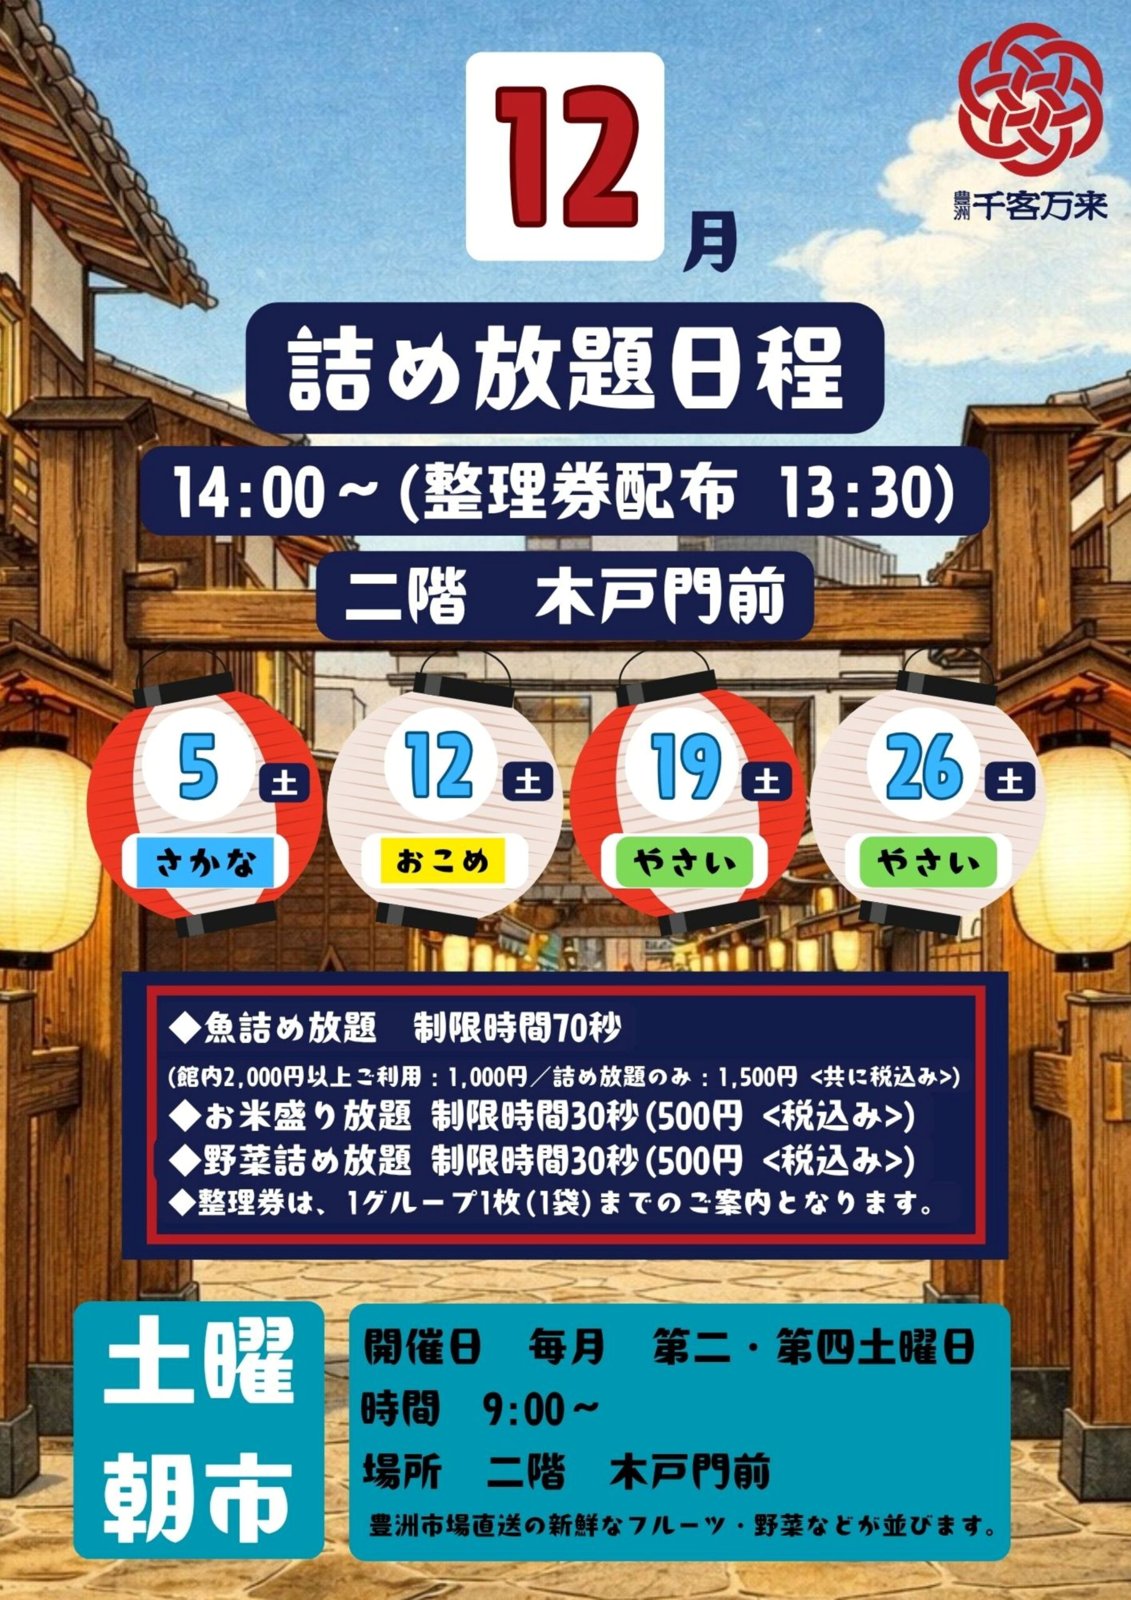 12
月
豊洲 千客万来
詰め放題日程
14:00～(整理券配布 13:30)
二階 木戸門前
5 土
さかな
12 土
おこめ
19 土
やさい
26 土
やさい
◆魚詰め放題 制限時間70秒
(館内2,000円以上ご利用：1,000円／詰め放題のみ：1,500円 <共に税込み>)
◆お米盛り放題 制限時間30秒(500円 <税込み>)
◆野菜詰め放題 制限時間30秒(500円 <税込み>)
◆整理券は、1グループ1枚(1袋)までのご案内となります。
土曜
朝市
開催日 毎月 第二・第四土曜日
時間 9:00～
場所 二階 木戸門前
豊洲市場直送の新鮮なフルーツ・野菜などが並びます。